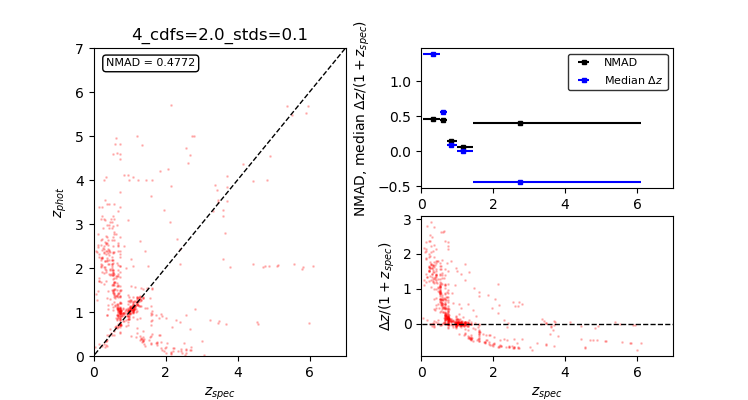 4_cdfs=2.0_stds=0.1
NMAD = 0.4772
7
6
5
4
3
2
1
0
z_phot
0 2 4 6
z_spec
NMAD, median Δz/(1 + z_spec)
1.0
0.5
0.0
−0.5
NMAD
Median Δz
0 2 4 6
Δz/(1 + z_spec)
3
2
1
0
0 2 4 6
z_spec